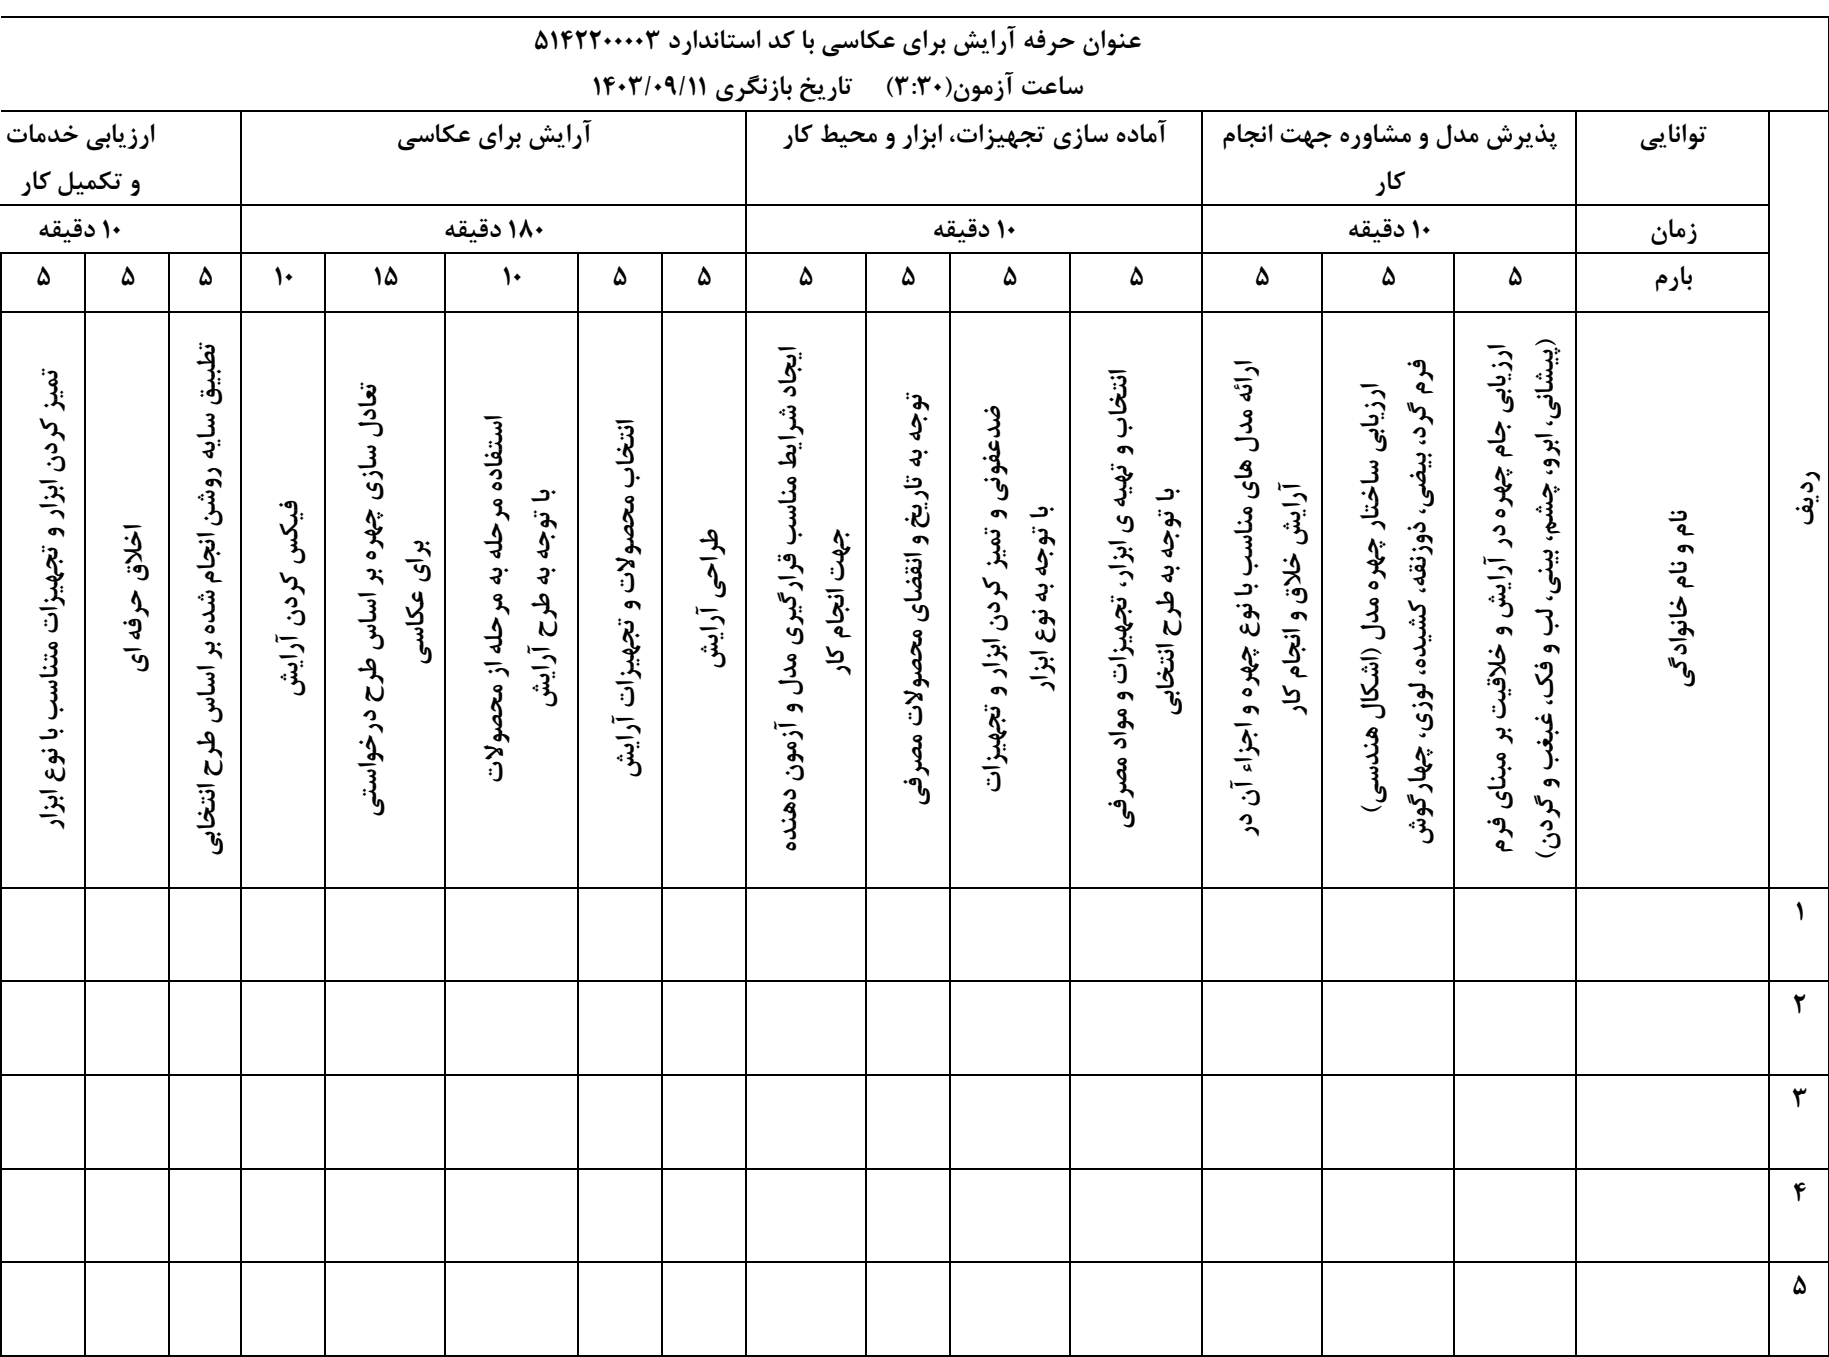 عنوان حرفه آرایش برای عکاسی با کد استاندارد ۵۱۴۲۲۰۰۰۰۳
ساعت آزمون(۳:۳۰) تاریخ بازنگری ۱۴۰۳/۰۹/۱۱
ردیف
توانایی
پذیرش مدل و مشاوره جهت انجام
کار
آماده سازی تجهیزات، ابزار و محیط کار
آرایش برای عکاسی
ارزیابی خدمات
و تکمیل کار
زمان
۱۰ دقیقه
۱۰ دقیقه
۱۸۰ دقیقه
۱۰ دقیقه
بارم
۵
۵
۵
۵
۵
۵
۵
۵
۵
۱۰
۱۵
۱۰
۵
۵
۵
نام و نام خانوادگی
ارزیابی جام چهره در آرایش و خلاقیت بر مبنای فرم
(پیشانی، ابرو، چشم، بینی، لب و فک، غبغب و گردن)
ارزیابی ساختار چهره مدل (اشکال هندسی)
فرم گرد، بیضی، ذوزنقه، کشیده، لوزی، چهارگوش
ارائه مدل های مناسب با نوع چهره و اجزاء آن در
آرایش خلاق و انجام کار
انتخاب و تهیه ی ابزار، تجهیزات و مواد مصرفی
با توجه به طرح انتخابی
ضدعفونی و تمیز کردن ابزار و تجهیزات
با توجه به نوع ابزار
توجه به تاریخ و انقضای محصولات مصرفی
ایجاد شرایط مناسب قرارگیری مدل و آزمون دهنده
جهت انجام کار
طراحی آرایش
انتخاب محصولات و تجهیزات آرایش
استفاده مرحله به مرحله از محصولات
با توجه به طرح آرایش
تعادل سازی چهره بر اساس طرح درخواستی
برای عکاسی
فیکس کردن آرایش
تطبیق سایه روشن انجام شده بر اساس طرح انتخابی
اخلاق حرفه ای
تمیز کردن ابزار و تجهیزات متناسب با نوع ابزار
۱
۲
۳
۴
۵